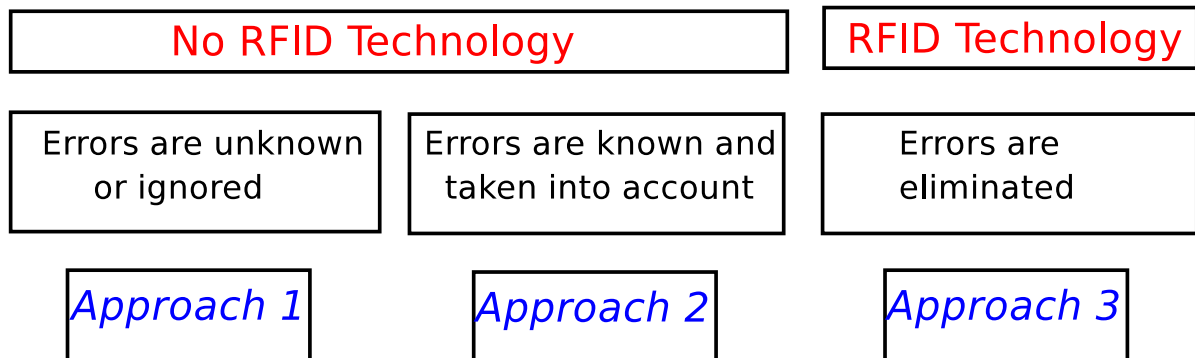 No RFID Technology
RFID Technology
Errors are unknown
or ignored
Errors are known and
taken into account
Errors are
eliminated
Approach 1
Approach 2
Approach 3